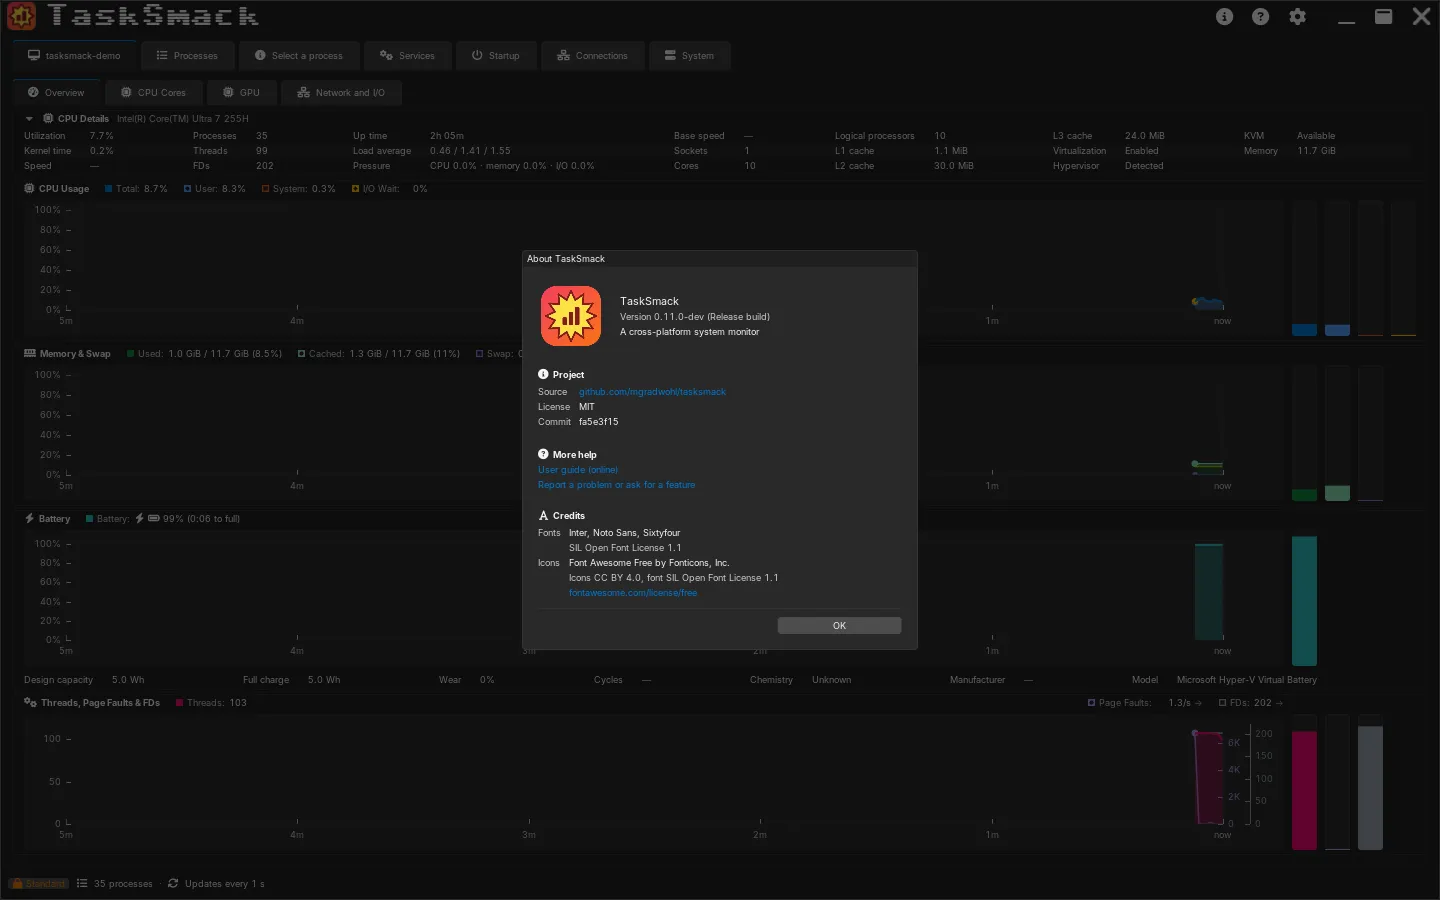 TaskSmack
tasksmack-demo Processes Select a process Services Startup Connections System
Overview CPU Cores GPU Network and I/O
CPU Details Intel(R) Core(TM) Ultra 7 255H
Utilization 7.7% Processes 35 Up time 2h 05m Base speed — Logical processors 10 L3 cache 24.0 MiB KVM Available
Kernel time 0.2% Threads 99 Load average 0.46 / 1.41 / 1.55 Sockets 1 L1 cache 1.1 MiB Virtualization Enabled Memory 11.7 GiB
Speed — FDs 202 Pressure CPU 0.0% · memory 0.0% · I/O 0.0% Cores 10 L2 cache 30.0 MiB Hypervisor Detected
CPU Usage Total: 8.7% User: 8.3% System: 0.3% I/O Wait: 0%
100%
80%
60%
40%
20%
0%
5m 4m 1m now
Memory & Swap Used: 1.0 GiB / 11.7 GiB (8.5%) Cached: 1.3 GiB / 11.7 GiB (11%) Swap:
100%
80%
60%
40%
20%
0%
5m 4m 1m now
Battery Battery: 99% (0:06 to full)
100%
80%
60%
40%
20%
0%
5m 4m 3m 2m 1m now
Design capacity 5.0 Wh Full charge 5.0 Wh Wear 0% Cycles — Chemistry Unknown Manufacturer — Model Microsoft Hyper-V Virtual Battery
Threads, Page Faults & FDs Threads: 103 Page Faults: 1.3/s → FDs: 202 →
100
50
0
6K
4K
2K
0
200
150
100
50
0
5m 4m 3m 2m 1m now
Standard 35 processes · Updates every 1 s
About TaskSmack
TaskSmack
Version 0.11.0-dev (Release build)
A cross-platform system monitor
Project
Source github.com/mgradwohl/tasksmack
License MIT
Commit fa5e3f15
More help
User guide (online)
Report a problem or ask for a feature
Credits
Fonts Inter, Noto Sans, Sixtyfour
SIL Open Font License 1.1
Icons Font Awesome Free by Fonticons, Inc.
Icons CC BY 4.0, font SIL Open Font License 1.1
fontawesome.com/license/free
OK